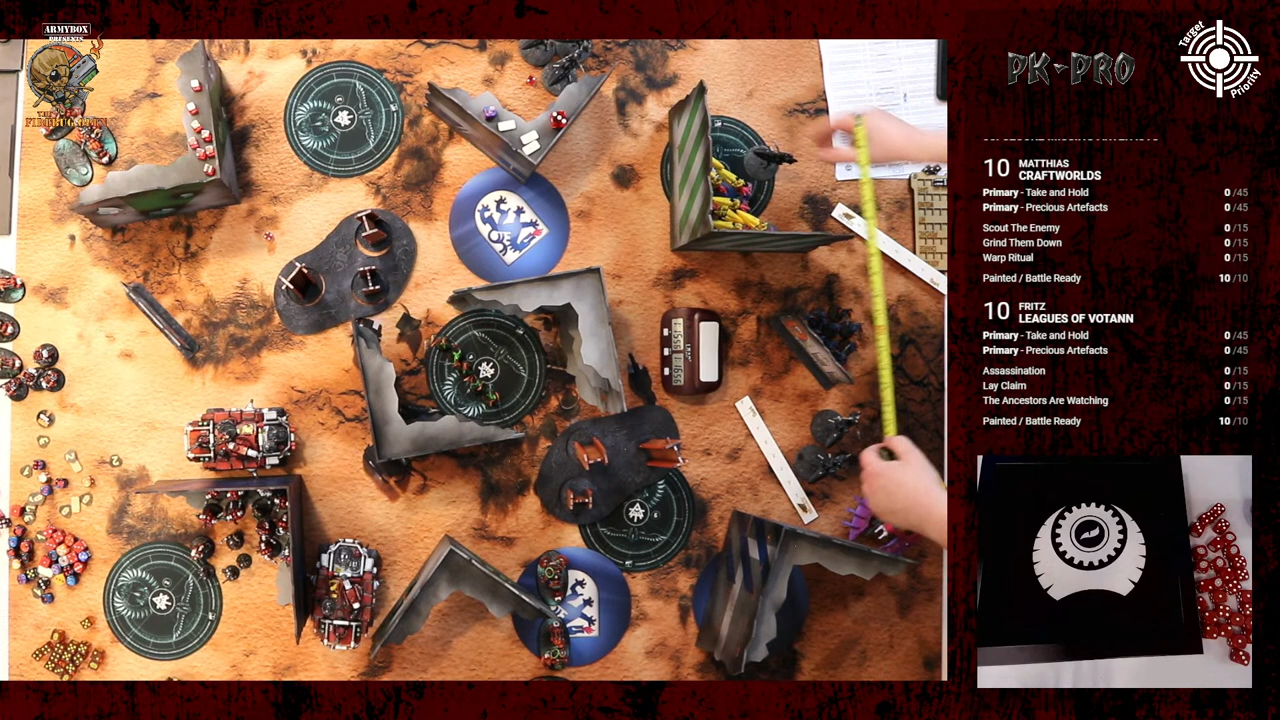 ARMYBOX
PRESENTS
THE
FIREBUG OPEN
PK-PRO
Target
Priority
10 MATTHIAS
CRAFTWORLDS
Primary - Take and Hold 0 /45
Primary - Precious Artefacts 0 /45
Scout The Enemy 0 /15
Grind Them Down 0 /15
Warp Ritual 0 /15
Painted / Battle Ready 10 /10
10 FRITZ
LEAGUES OF VOTANN
Primary - Take and Hold 0 /45
Primary - Precious Artefacts 0 /45
Assassination 0 /15
Lay Claim 0 /15
The Ancestors Are Watching 0 /15
Painted / Battle Ready 10 /10